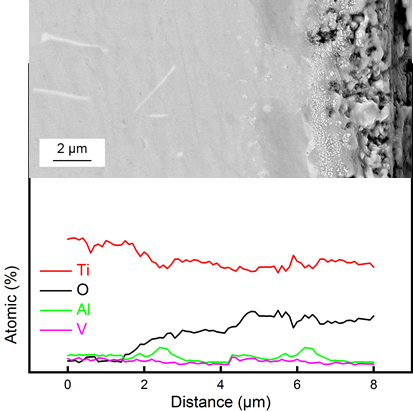 2 μm
Ti
O
Al
V
Atomic (%)
0 2 4 6 8
Distance (μm)